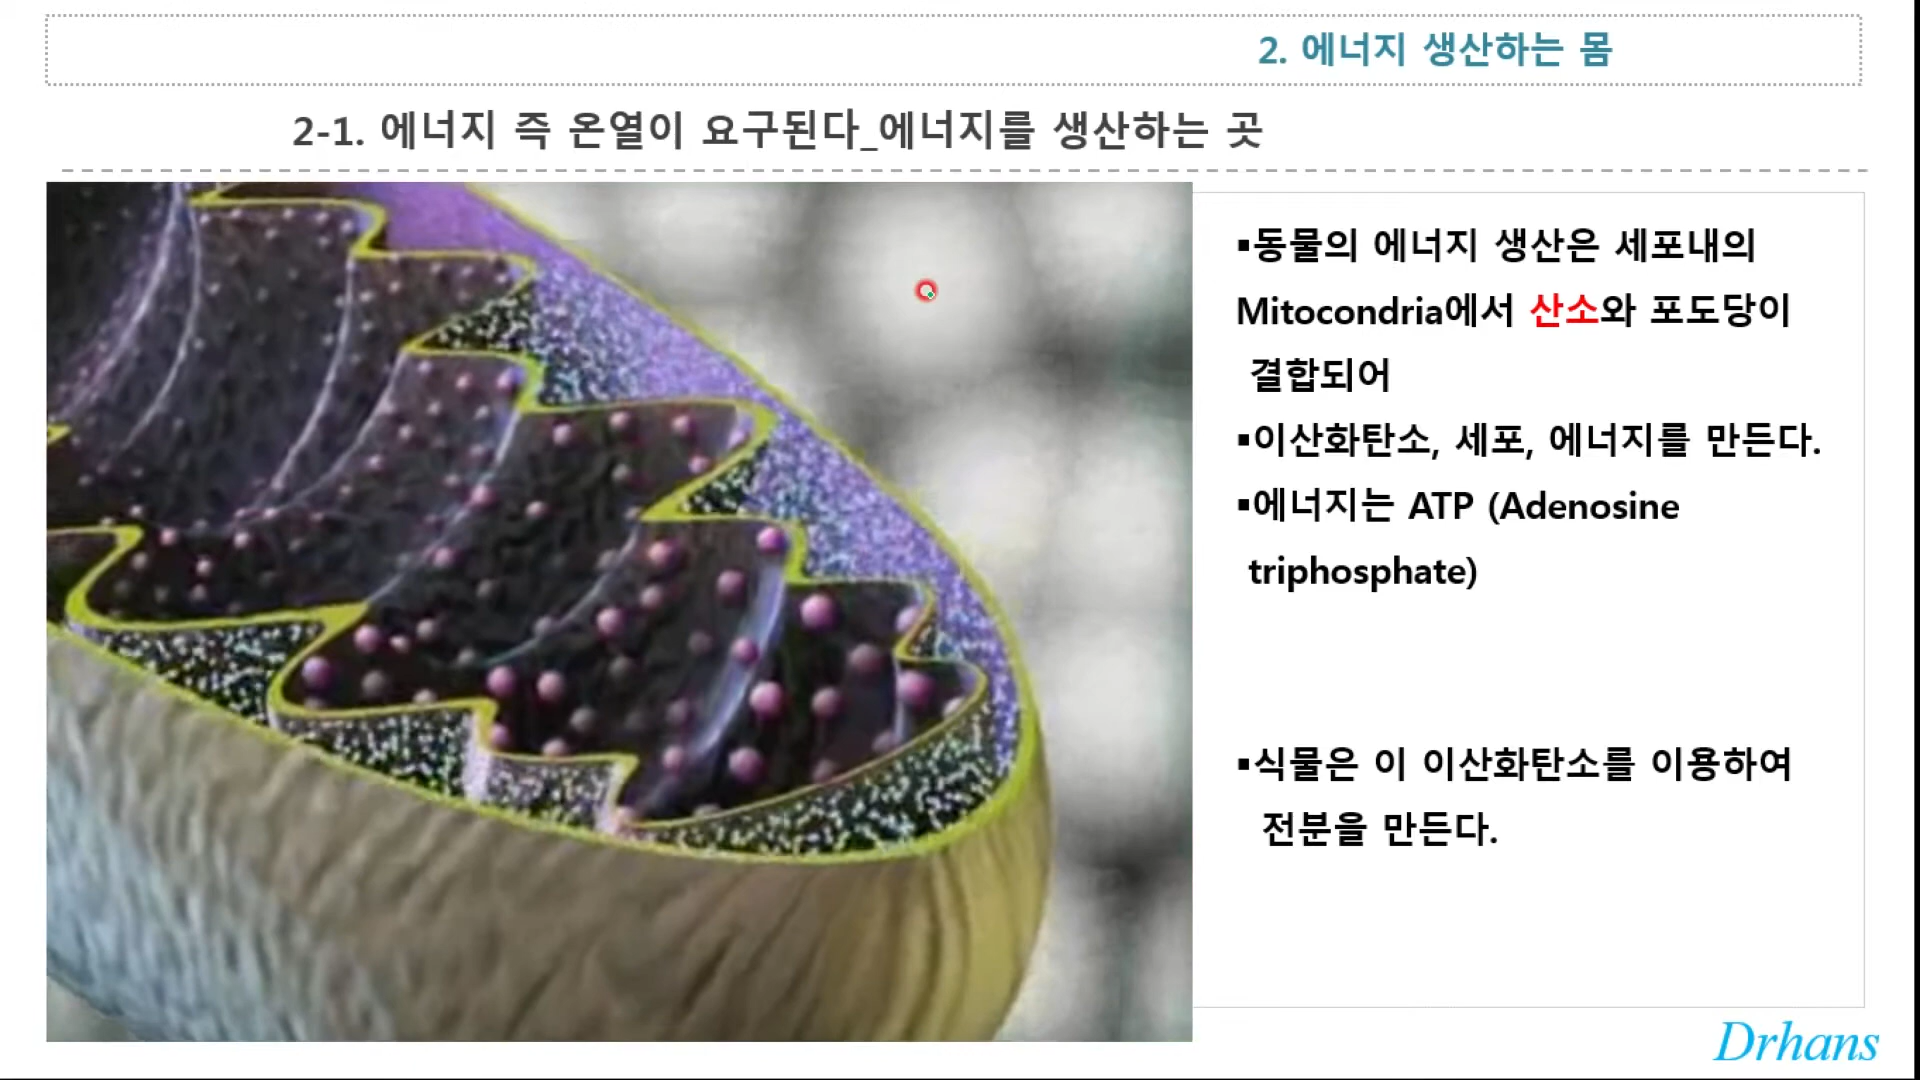 2. 에너지 생산하는 몸
2-1. 에너지 즉 온열이 요구된다_에너지를 생산하는 곳
▪동물의 에너지 생산은 세포내의
Mitocondria에서 산소와 포도당이
결합되어
▪이산화탄소, 세포, 에너지를 만든다.
▪에너지는 ATP (Adenosine
triphosphate)
▪식물은 이 이산화탄소를 이용하여
전분을 만든다.
Drhans